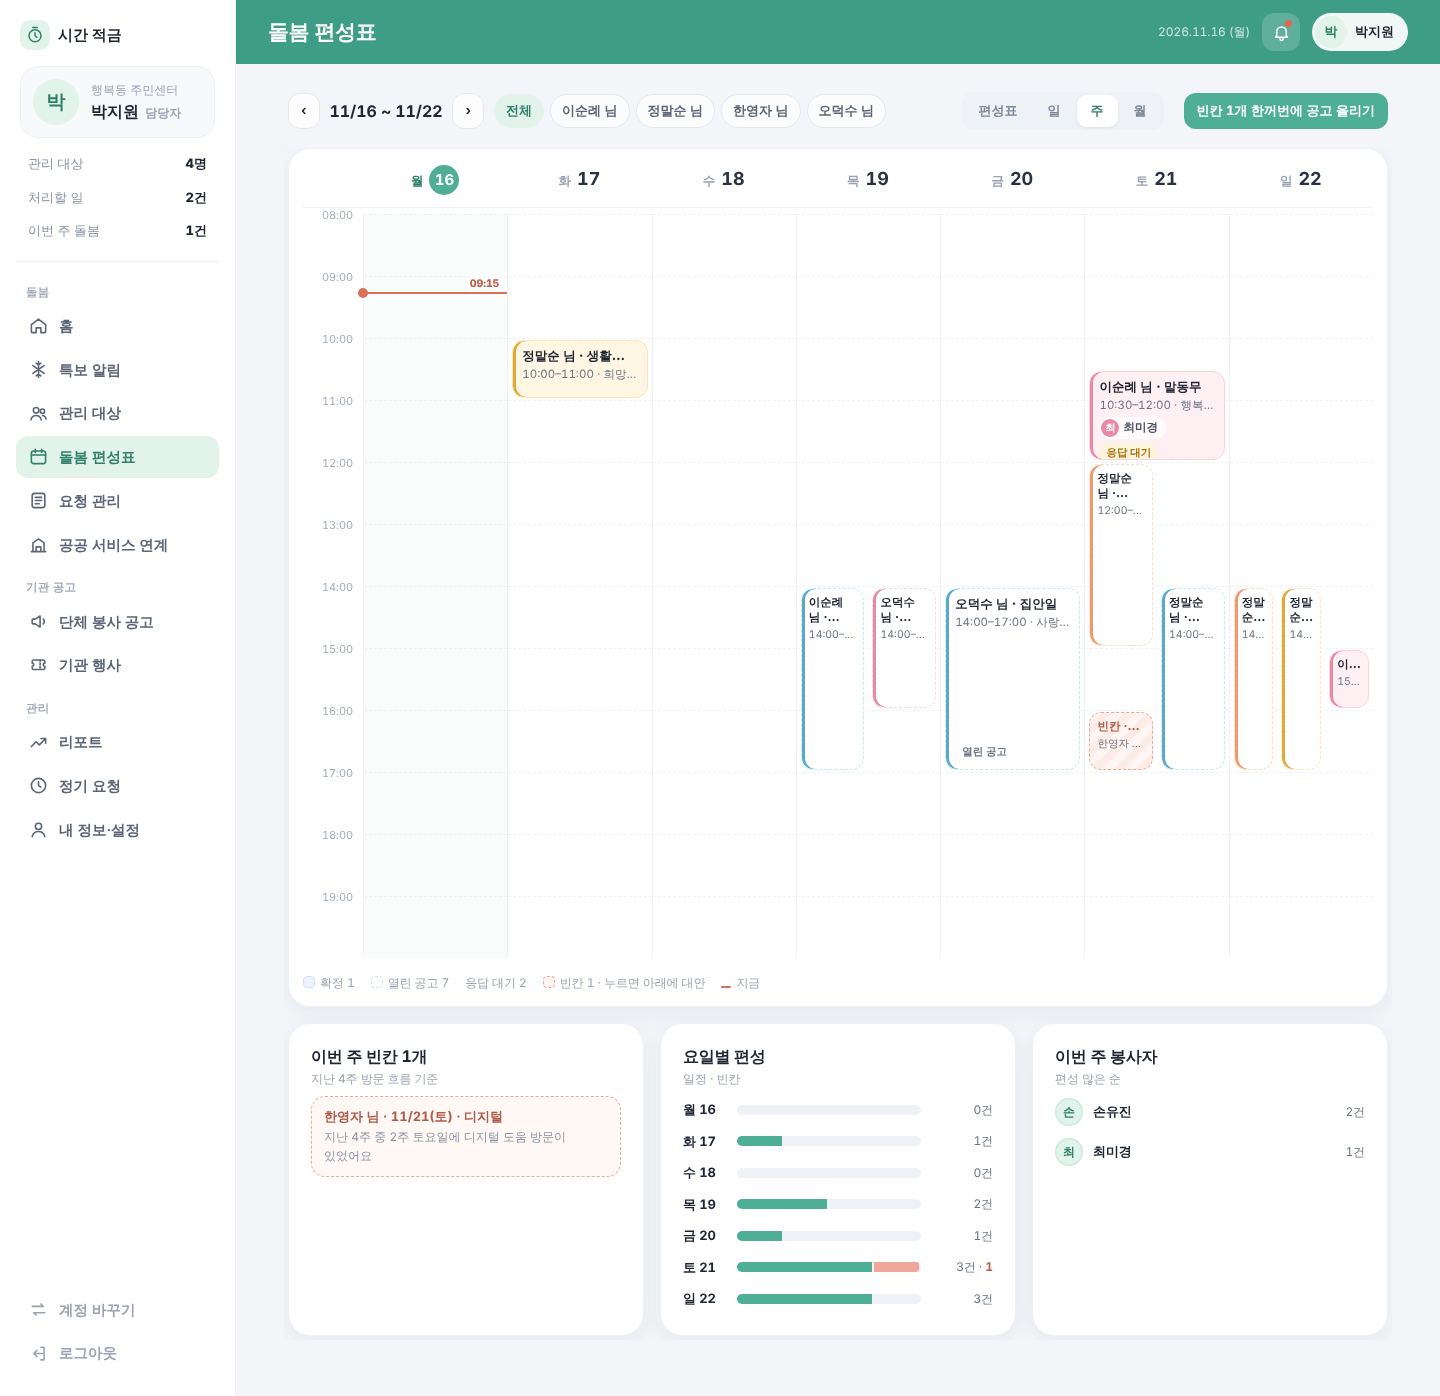 시간 적금
행복동 주민센터
박
박지원 담당자
관리 대상 4명
처리할 일 2건
이번 주 돌봄 1건
돌봄
홈
특보 알림
관리 대상
돌봄 편성표
요청 관리
공공 서비스 연계
기관 공고
단체 봉사 공고
기관 행사
관리
리포트
정기 요청
내 정보·설정
계정 바꾸기
로그아웃
돌봄 편성표
2026.11.16 (월)
박 박지원
‹ 11/16 ~ 11/22 › 전체 이순례 님 정말순 님 한영자 님 오덕수 님 편성표 일 주 월 빈칸 1개 한꺼번에 공고 올리기
월 16 화 17 수 18 목 19 금 20 토 21 일 22
08:00
09:00
09:15
10:00
11:00
12:00
13:00
14:00
15:00
16:00
17:00
18:00
19:00
정말순 님 · 생활...
10:00–11:00 · 희망...
이순례
님 ·...
14:00–...
오덕수
님 ·...
14:00–...
오덕수 님 · 집안일
14:00–17:00 · 사랑...
열린 공고
이순례 님 · 말동무
10:30–12:00 · 행복...
최 최미경
응답 대기
정말순
님 ·...
12:00–...
빈칸 ·...
한영자 ...
정말순
님 ·...
14:00–...
정말
순...
14...
정말
순...
14...
이...
15...
확정 1 열린 공고 7 응답 대기 2 빈칸 1 · 누르면 아래에 대안 지금
이번 주 빈칸 1개
지난 4주 방문 흐름 기준
한영자 님 · 11/21(토) · 디지털
지난 4주 중 2주 토요일에 디지털 도움 방문이
있었어요
요일별 편성
일정 · 빈칸
월 16 0건
화 17 1건
수 18 0건
목 19 2건
금 20 1건
토 21 3건 · 1
일 22 3건
이번 주 봉사자
편성 많은 순
손 손유진 2건
최 최미경 1건